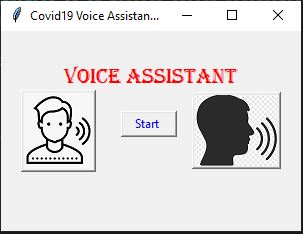 Covid19 Voice Assistan...
VOICE ASSISTANT
Start